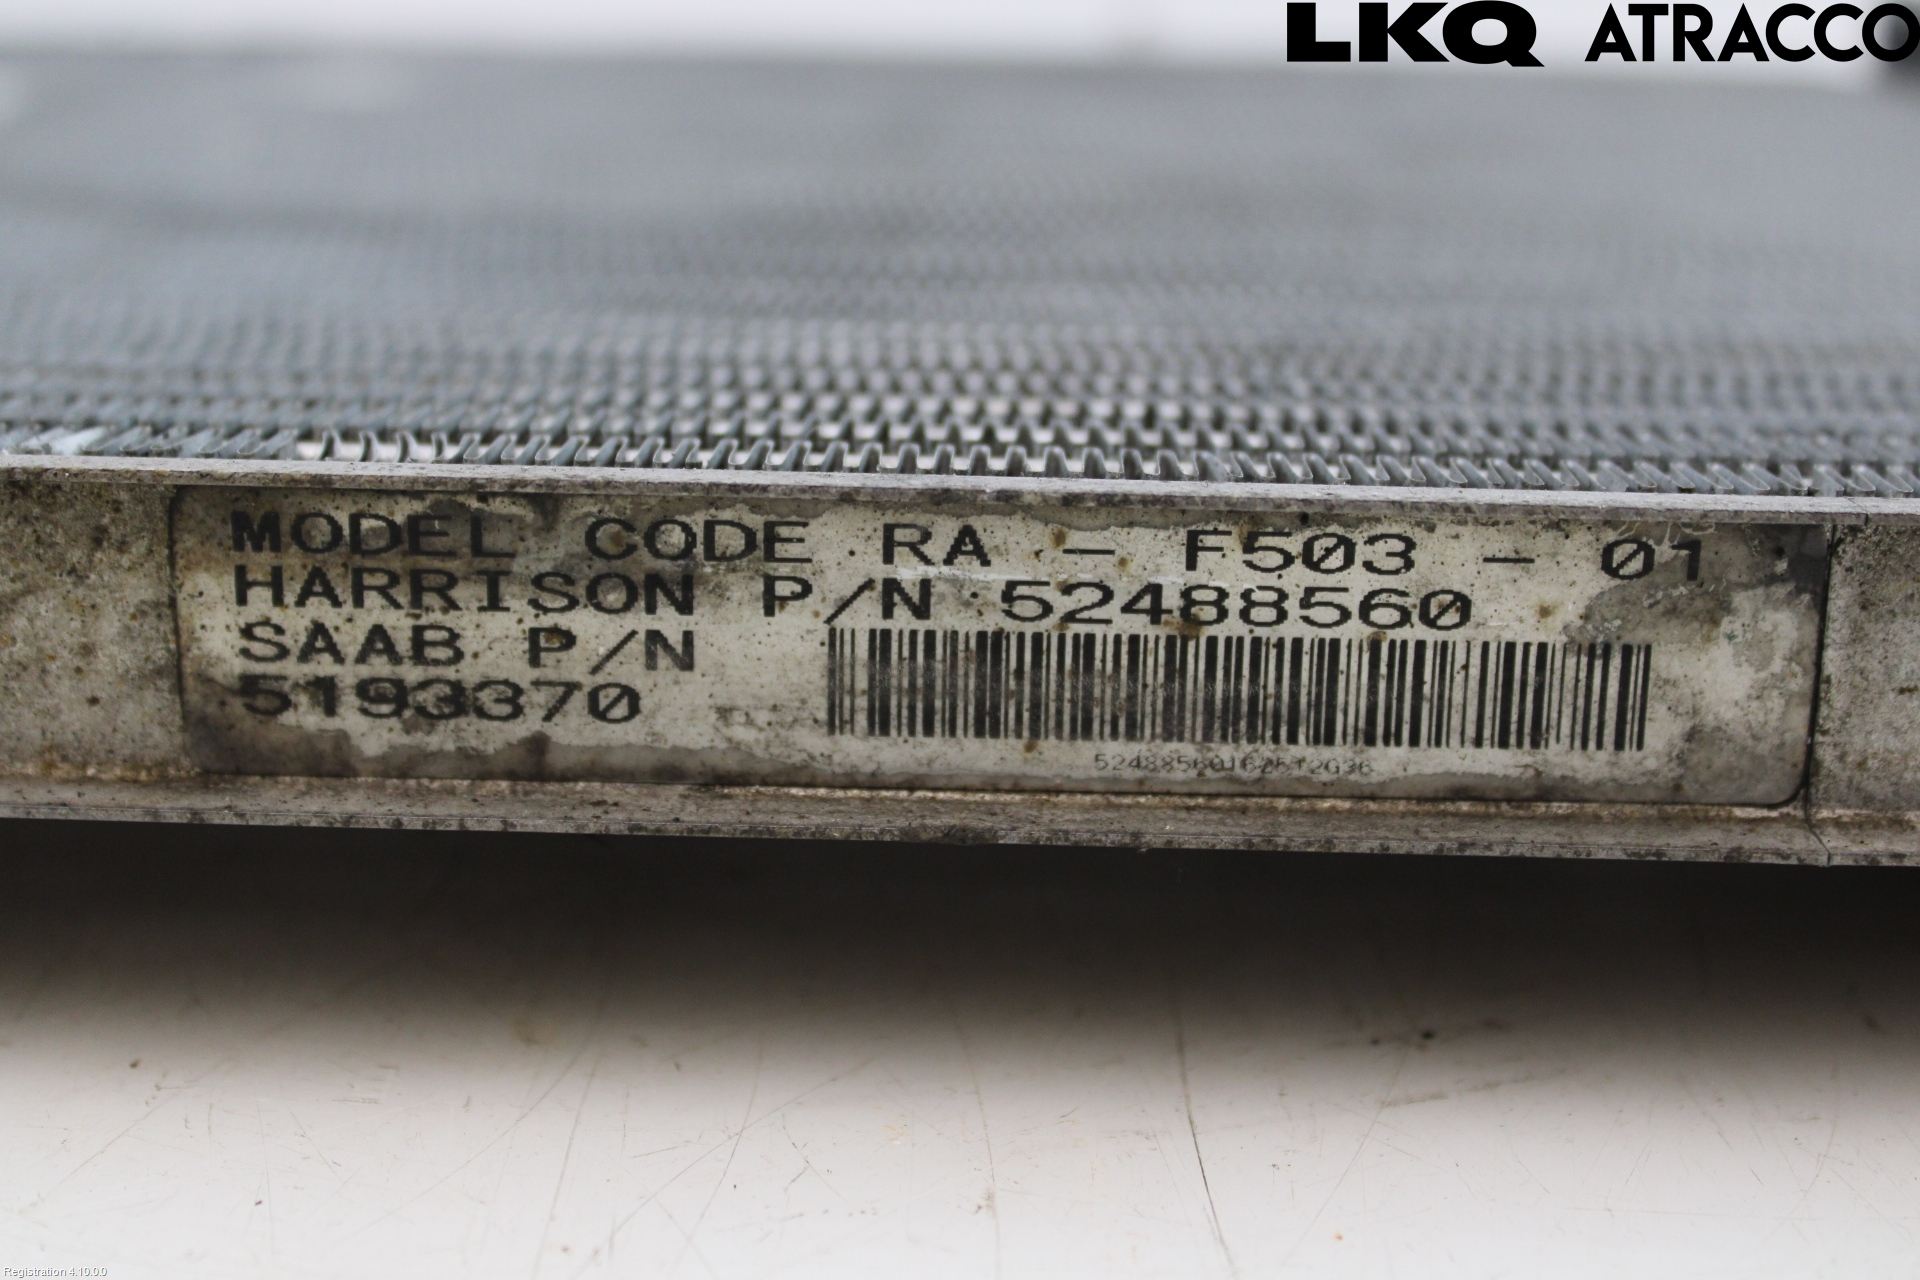 LKQ ATRACCO
MODEL CODE RA - F503 - 01
HARRISON P/N 52488560
SAAB P/N
5193370
Registration 4.10.0.0